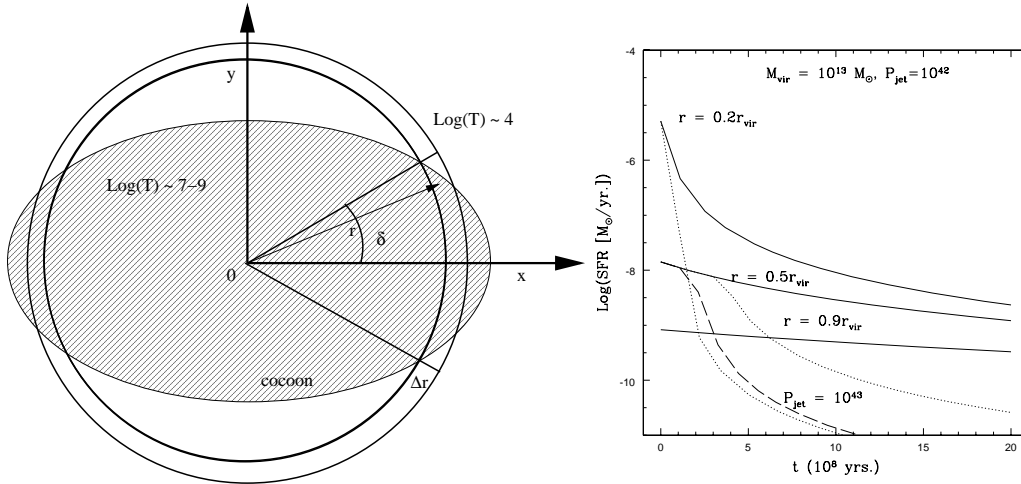 y
Log(T) ~ 4
Log(T) ~ 7−9
r
δ
0
x
cocoon
Δr
M_vir = 10^13 M_⊙, P_jet=10^42
r = 0.2r_vir
r = 0.5r_vir
r = 0.9r_vir
P_jet = 10^43
Log(SFR [M_⊙/yr.])
-4
-6
-8
-10
0 5 10 15 20
t (10^8 yrs.)